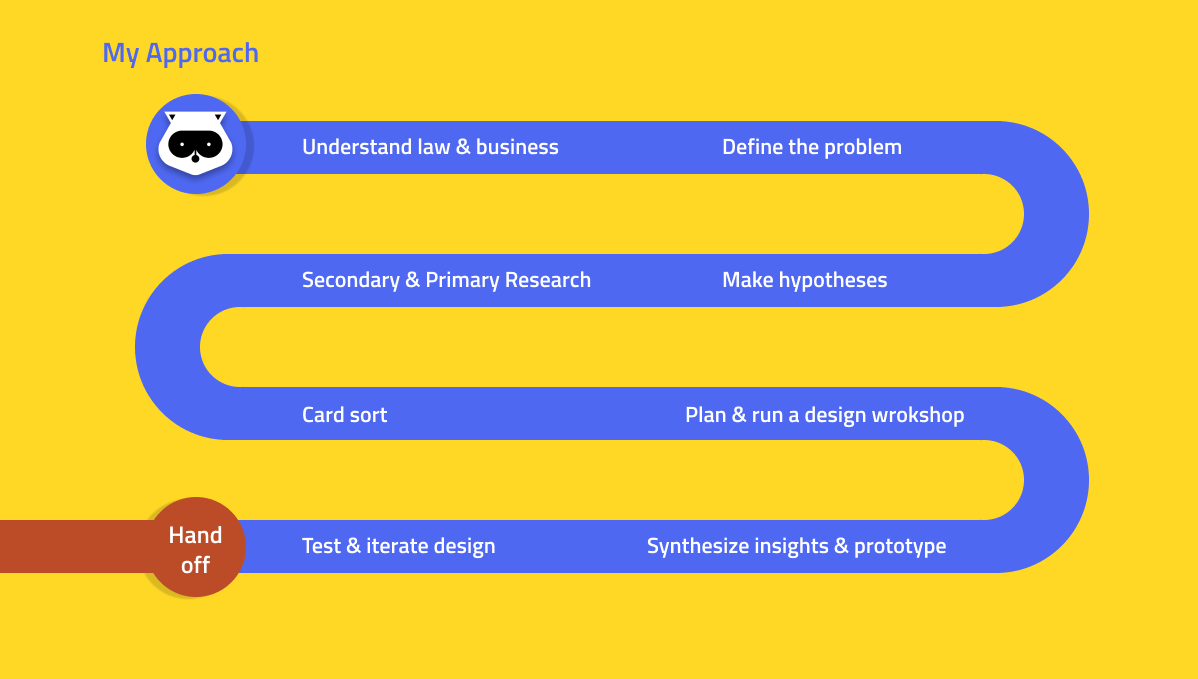 My Approach
Understand law & business
Define the problem
Secondary & Primary Research
Make hypotheses
Card sort
Plan & run a design wrokshop
Hand
off
Test & iterate design
Synthesize insights & prototype